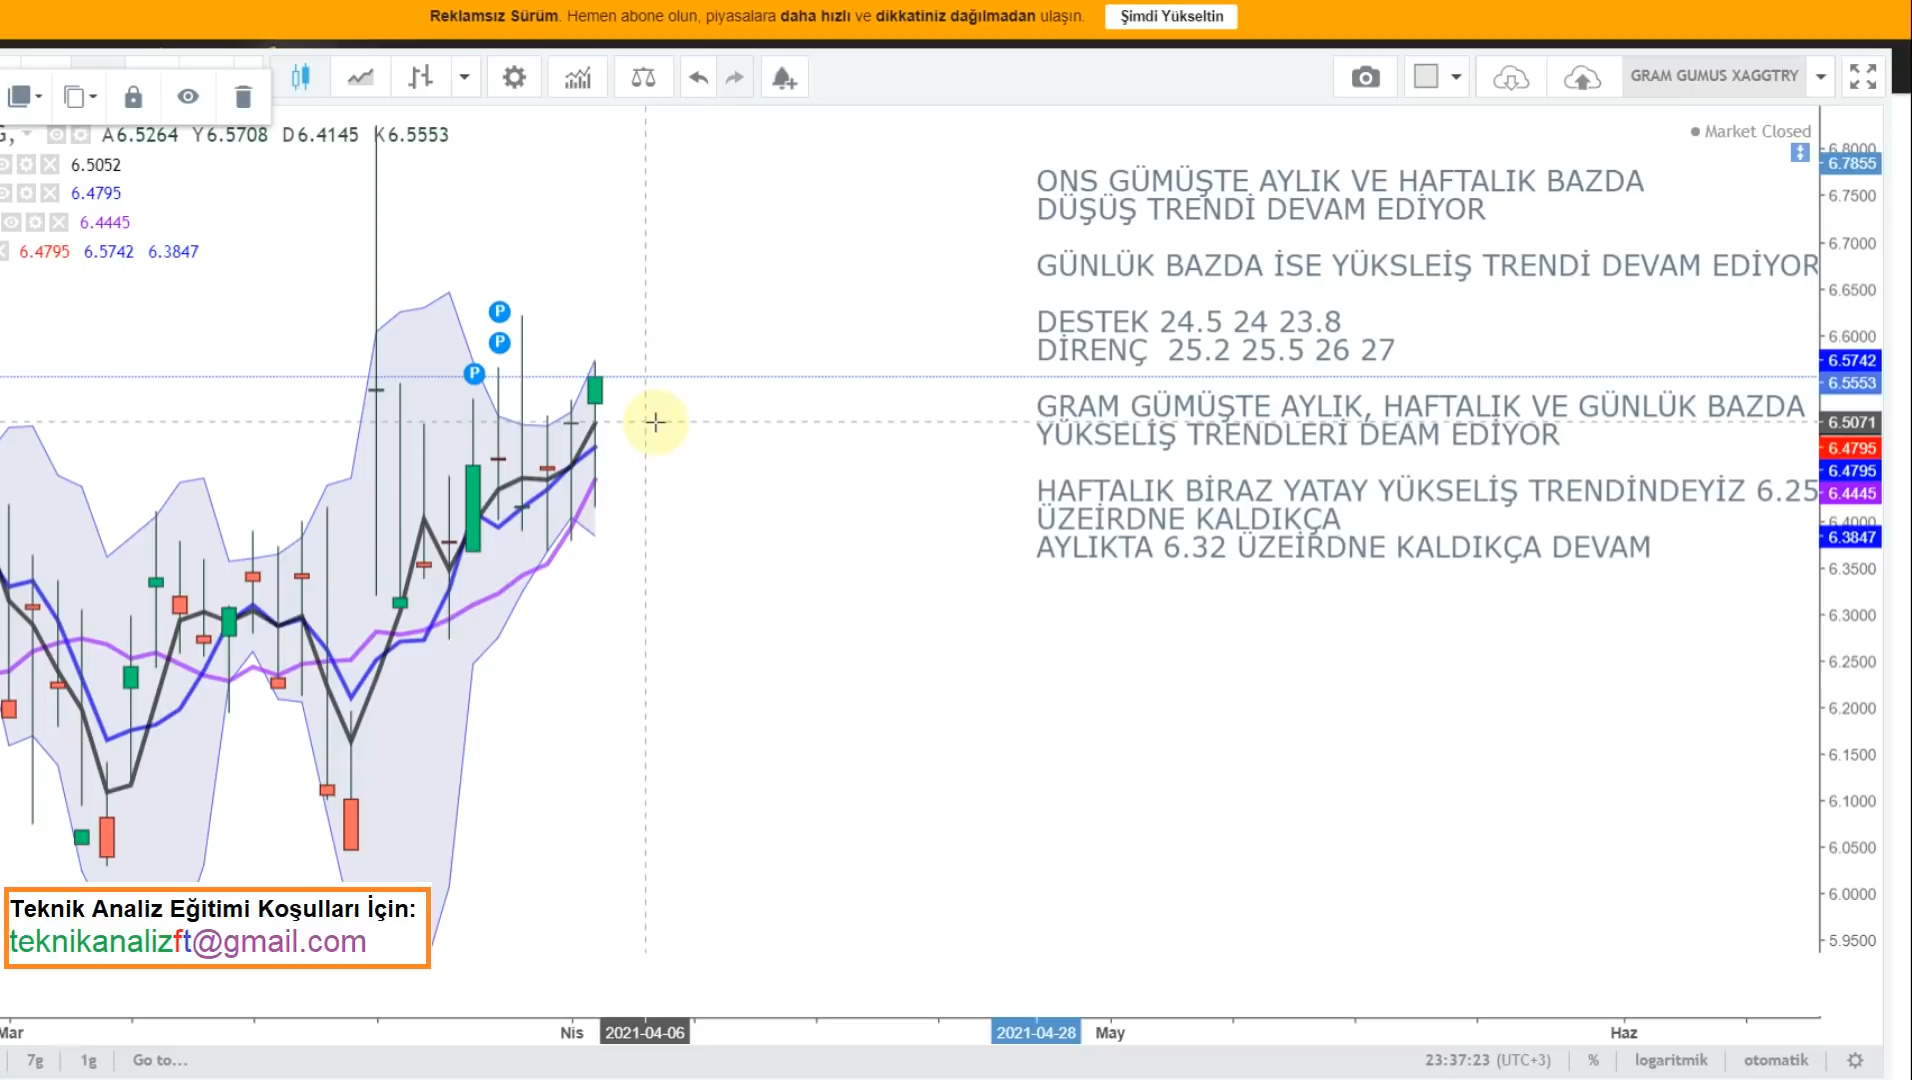 Reklamsız Sürüm. Hemen abone olun, piyasalara daha hızlı ve dikkatiniz dağılmadan ulaşın. Şimdi Yükseltin
GRAM GUMUS XAGGTRY
A6.5264 Y6.5708 D6.4145 K6.5553
6.5052
6.4795
6.4445
6.4795 6.5742 6.3847
Market Closed
ONS GÜMÜŞTE AYLIK VE HAFTALIK BAZDA
DÜŞÜŞ TRENDİ DEVAM EDİYOR
GÜNLÜK BAZDA İSE YÜKSLEİŞ TRENDİ DEVAM EDİYOR
DESTEK 24.5 24 23.8
DİRENÇ 25.2 25.5 26 27
GRAM GÜMÜŞTE AYLIK, HAFTALIK VE GÜNLÜK BAZDA
YÜKSELİŞ TRENDLERİ DEAM EDİYOR
HAFTALIK BİRAZ YATAY YÜKSELİŞ TRENDİNDEYİZ 6.25
ÜZEİRDNE KALDIKÇA
AYLIKTA 6.32 ÜZEİRDNE KALDIKÇA DEVAM
P
P
P
6.8000
6.7855
6.7500
6.7000
6.6500
6.6000
6.5742
6.5553
6.5071
6.4795
6.4795
6.4445
6.4000
6.3847
6.3500
6.3000
6.2500
6.2000
6.1500
6.1000
6.0500
6.0000
5.9500
Teknik Analiz Eğitimi Koşulları İçin:
teknikanalizft@gmail.com
Mar Nis 2021-04-06 2021-04-28 May Haz
7g 1g Go to... 23:37:23 (UTC+3) % logaritmik otomatik